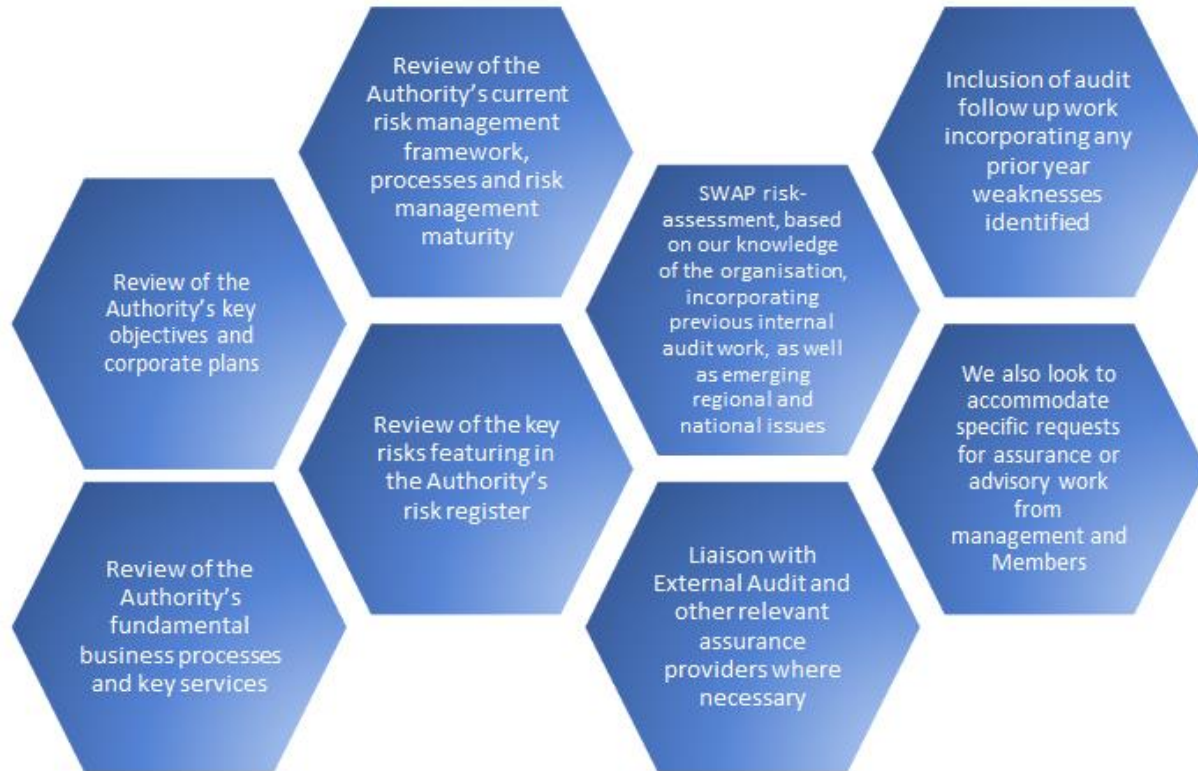 Review of the
Authority's current
risk management
framework,
processes and risk
management
maturity
Inclusion of audit
follow up work
incorporating any
prior year
weaknesses
identified
SWAP risk-
assessment, based
on our knowledge
of the organisation,
incorporating
previous internal
audit work, as well
as emerging
regional and
national issues
Review of the
Authority's key
objectives and
corporate plans
Review of the key
risks featuring in
the Authority's
risk register
We also look to
accommodate
specific requests
for assurance or
advisory work
from
management and
Members
Review of the
Authority's
fundamental
business processes
and key services
Liaison with
External Audit and
other relevant
assurance
providers where
necessary